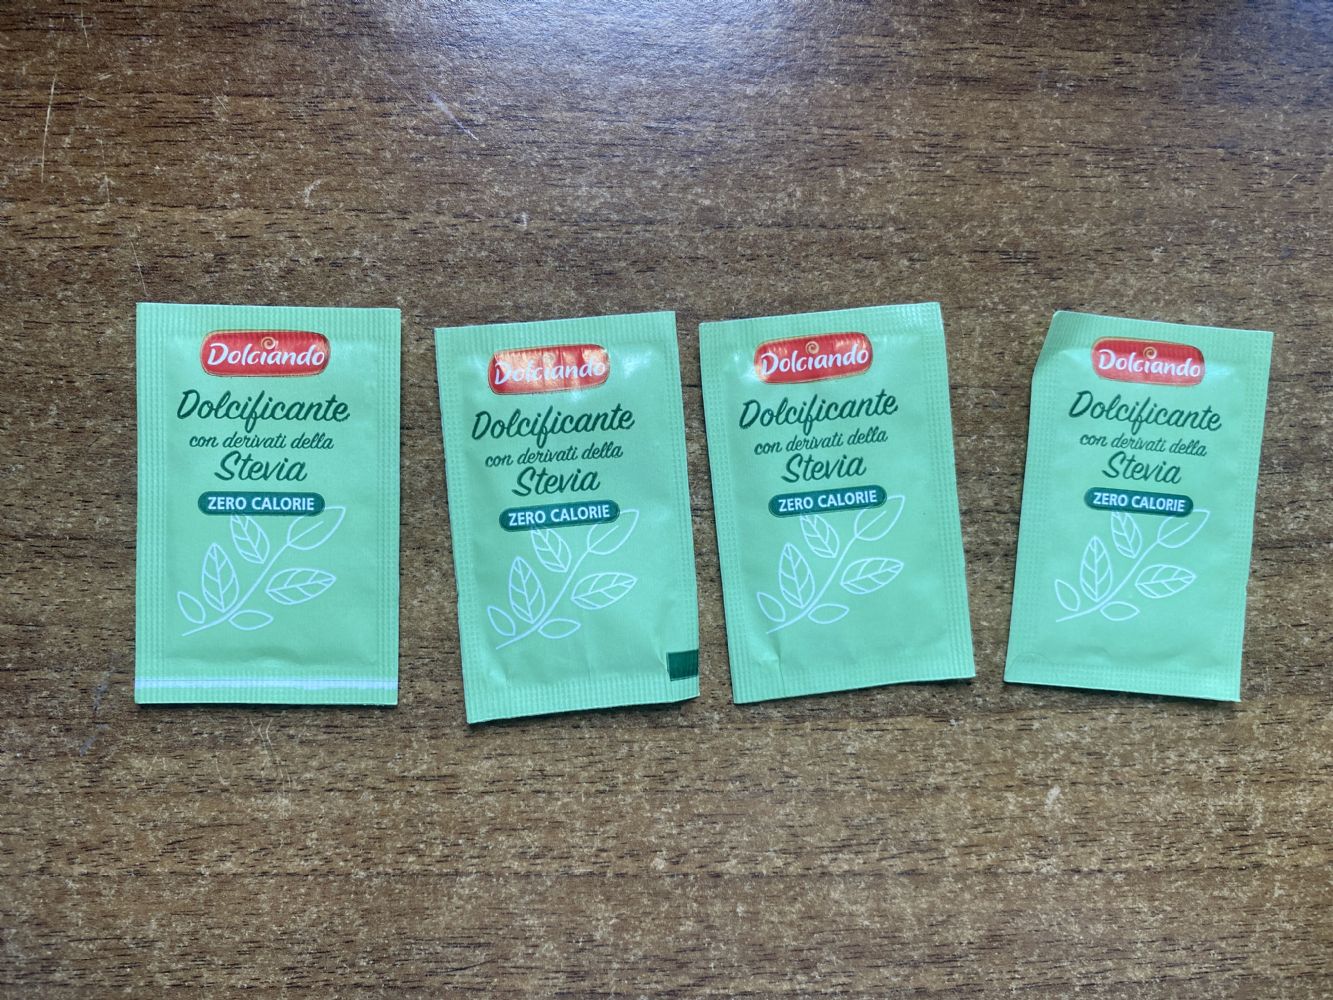 Dolciando
Dolcificante
con derivati della
Stevia
ZERO CALORIE
Dolciando
Dolcificante
con derivati della
Stevia
ZERO CALORIE
Dolciando
Dolcificante
con derivati della
Stevia
ZERO CALORIE
Dolciando
Dolcificante
con derivati della
Stevia
ZERO CALORIE